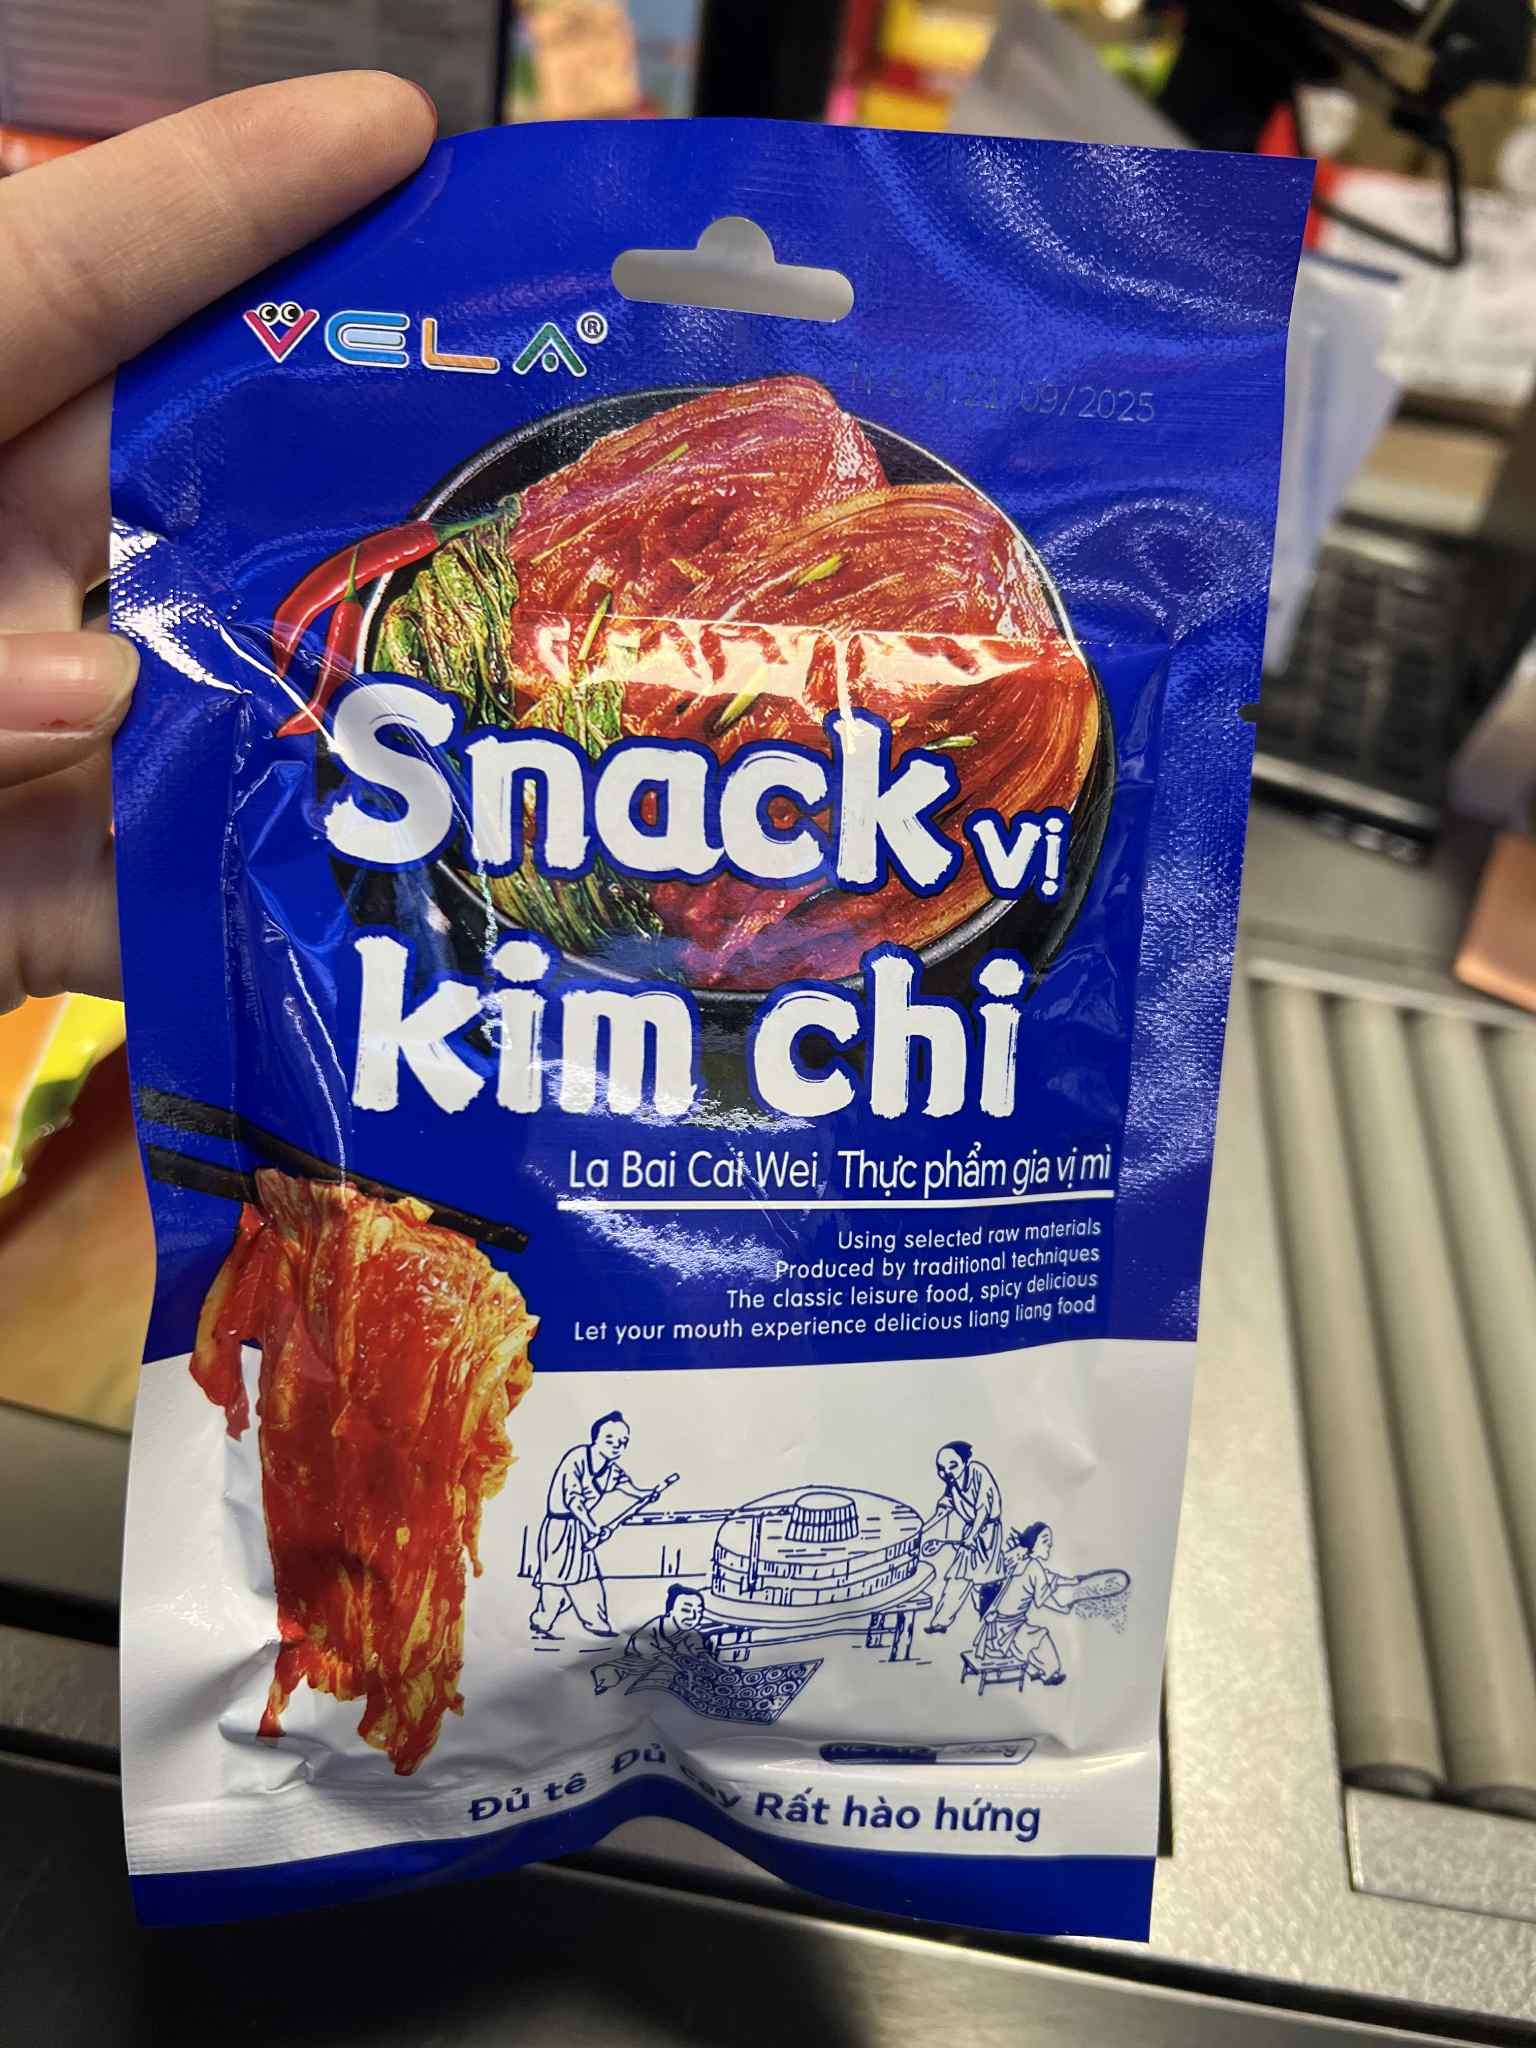 VELA®
N S X 21/09/2025
Snack vị
kim chi
La Bai Cai Wei Thực phẩm gia vị mì
Using selected raw materials
Produced by traditional techniques
The classic leisure food, spicy delicious
Let your mouth experience delicious liang liang food
Đủ tê Đủ cay Rất hào hứng